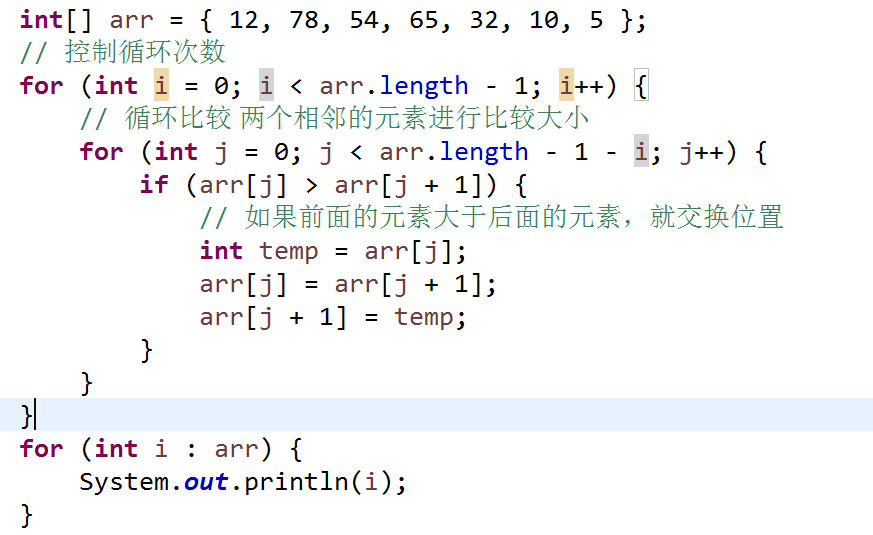 int[] arr = { 12, 78, 54, 65, 32, 10, 5 };
// 控制循环次数
for (int i = 0; i < arr.length - 1; i++) {
    // 循环比较 两个相邻的元素进行比较大小
    for (int j = 0; j < arr.length - 1 - i; j++) {
        if (arr[j] > arr[j + 1]) {
            // 如果前面的元素大于后面的元素，就交换位置
            int temp = arr[j];
            arr[j] = arr[j + 1];
            arr[j + 1] = temp;
        }
    }
}
for (int i : arr) {
    System.out.println(i);
}